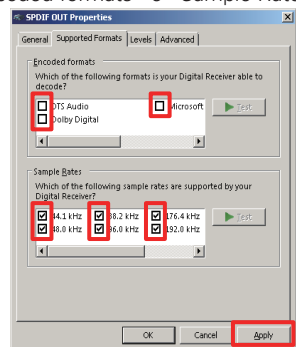 formats Sample
SPDIF OUT Properties
General Supported Formats Levels Advanced
Encoded formats
Which of the following formats is your Digital Receiver able to
decode?
DTS Audio Microsoft
Dolby Digital
Test
Sample Rates
Which of the following sample rates are supported by your
Digital Receiver?
44.1 kHz 88.2 kHz 176.4 kHz
48.0 kHz 96.0 kHz 192.0 kHz
Test
OK Cancel Apply